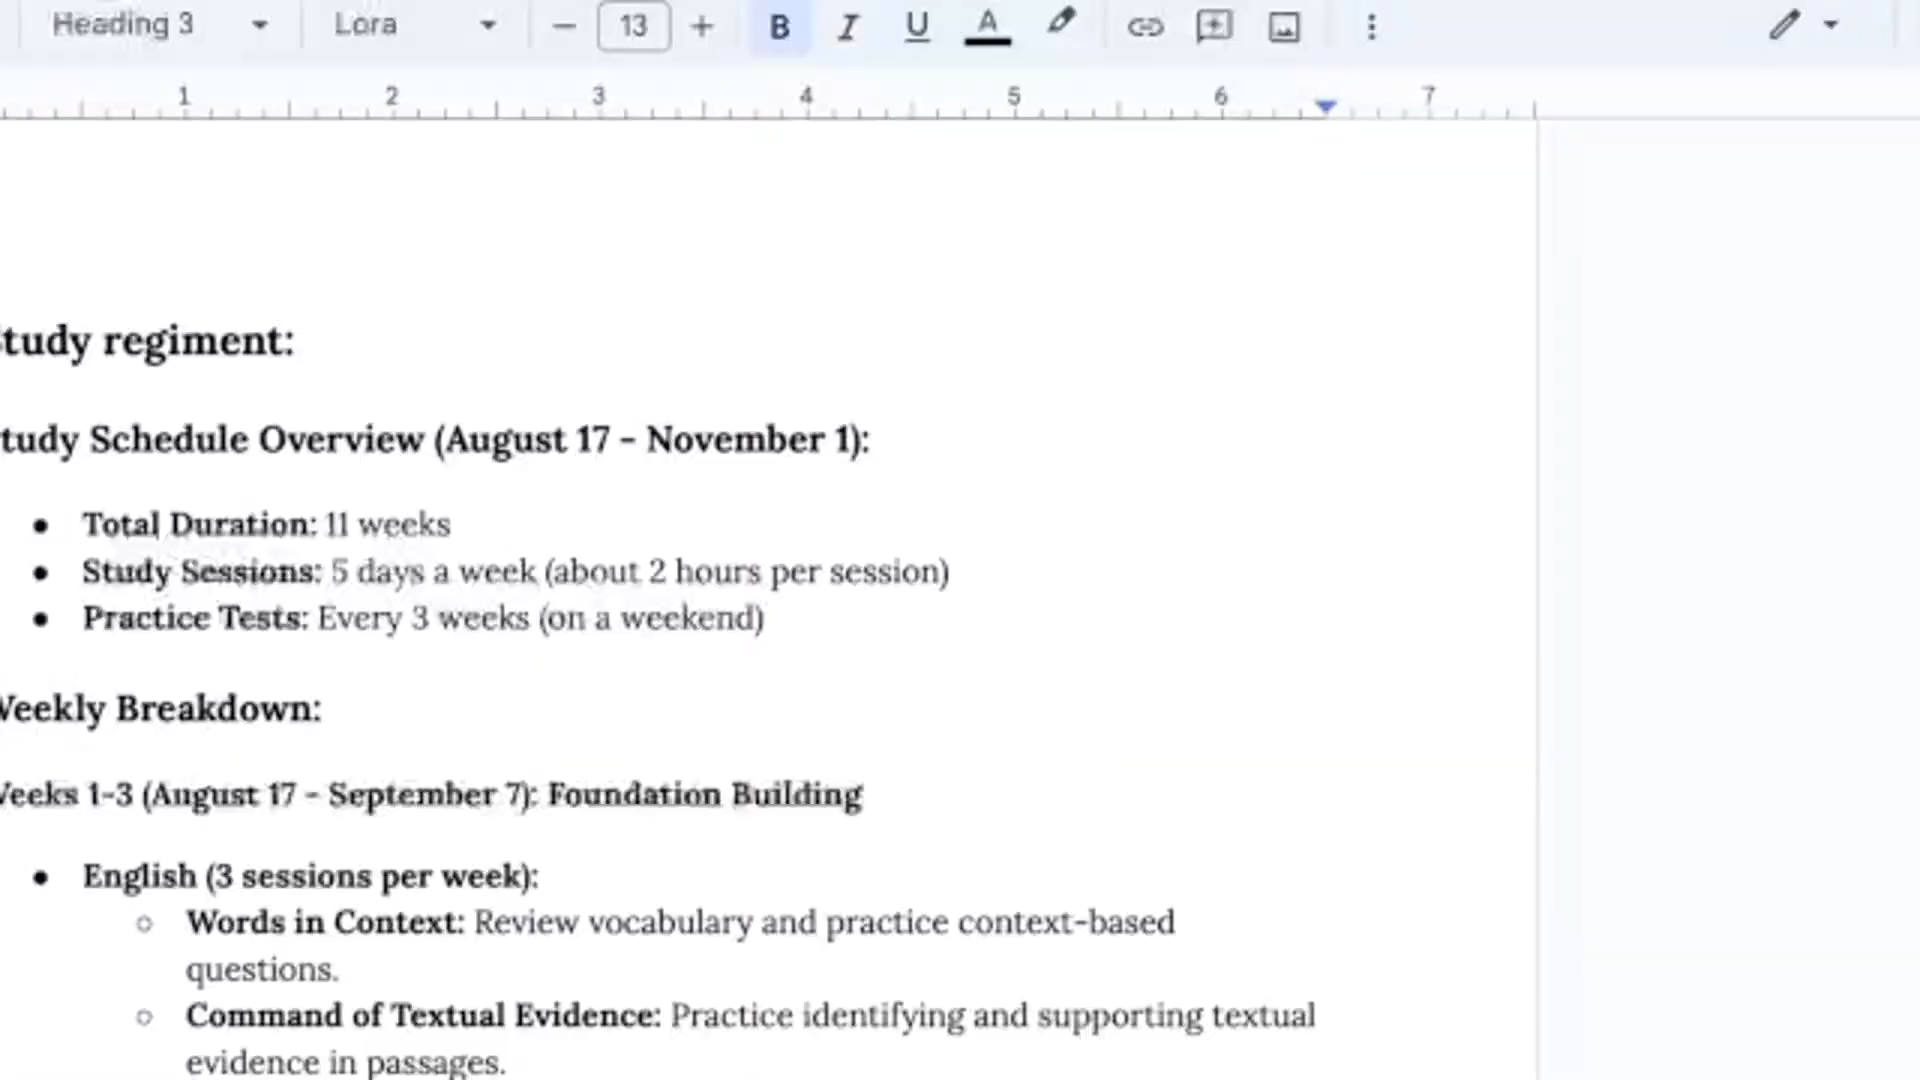 Heading 3 Lora 13 B I U A
1 2 3 4 5 6 7
tudy regiment:
tudy Schedule Overview (August 17 - November 1):
● Total Duration: 11 weeks
● Study Sessions: 5 days a week (about 2 hours per session)
● Practice Tests: Every 3 weeks (on a weekend)
Weekly Breakdown:
Weeks 1-3 (August 17 - September 7): Foundation Building
● English (3 sessions per week):
○ Words in Context: Review vocabulary and practice context-based
questions.
○ Command of Textual Evidence: Practice identifying and supporting textual
evidence in passages.